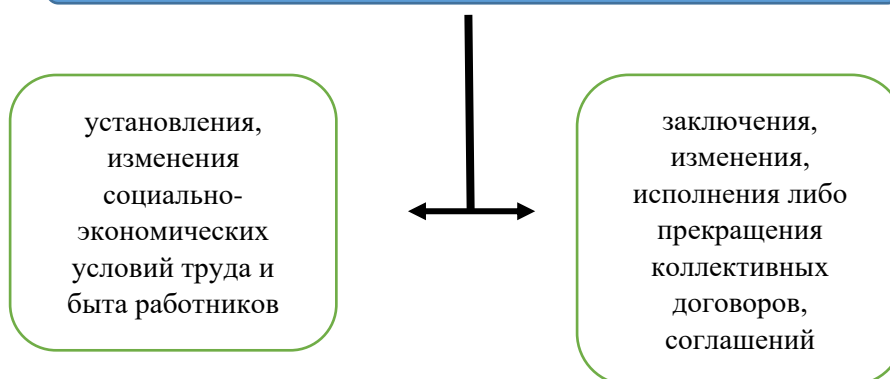 установления,
изменения
социально-
экономических
условий труда и
быта работников
заключения,
изменения,
исполнения либо
прекращения
коллективных
договоров,
соглашений